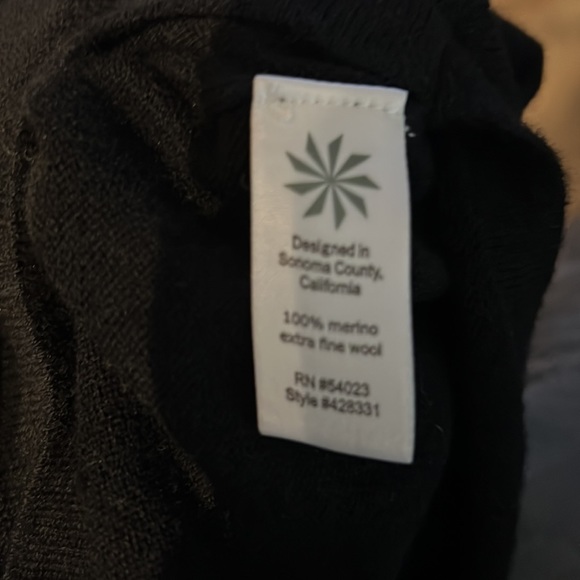 Designed in
Sonoma County,
California
100% merino
extra fine wool
RN #54023
Style #428331